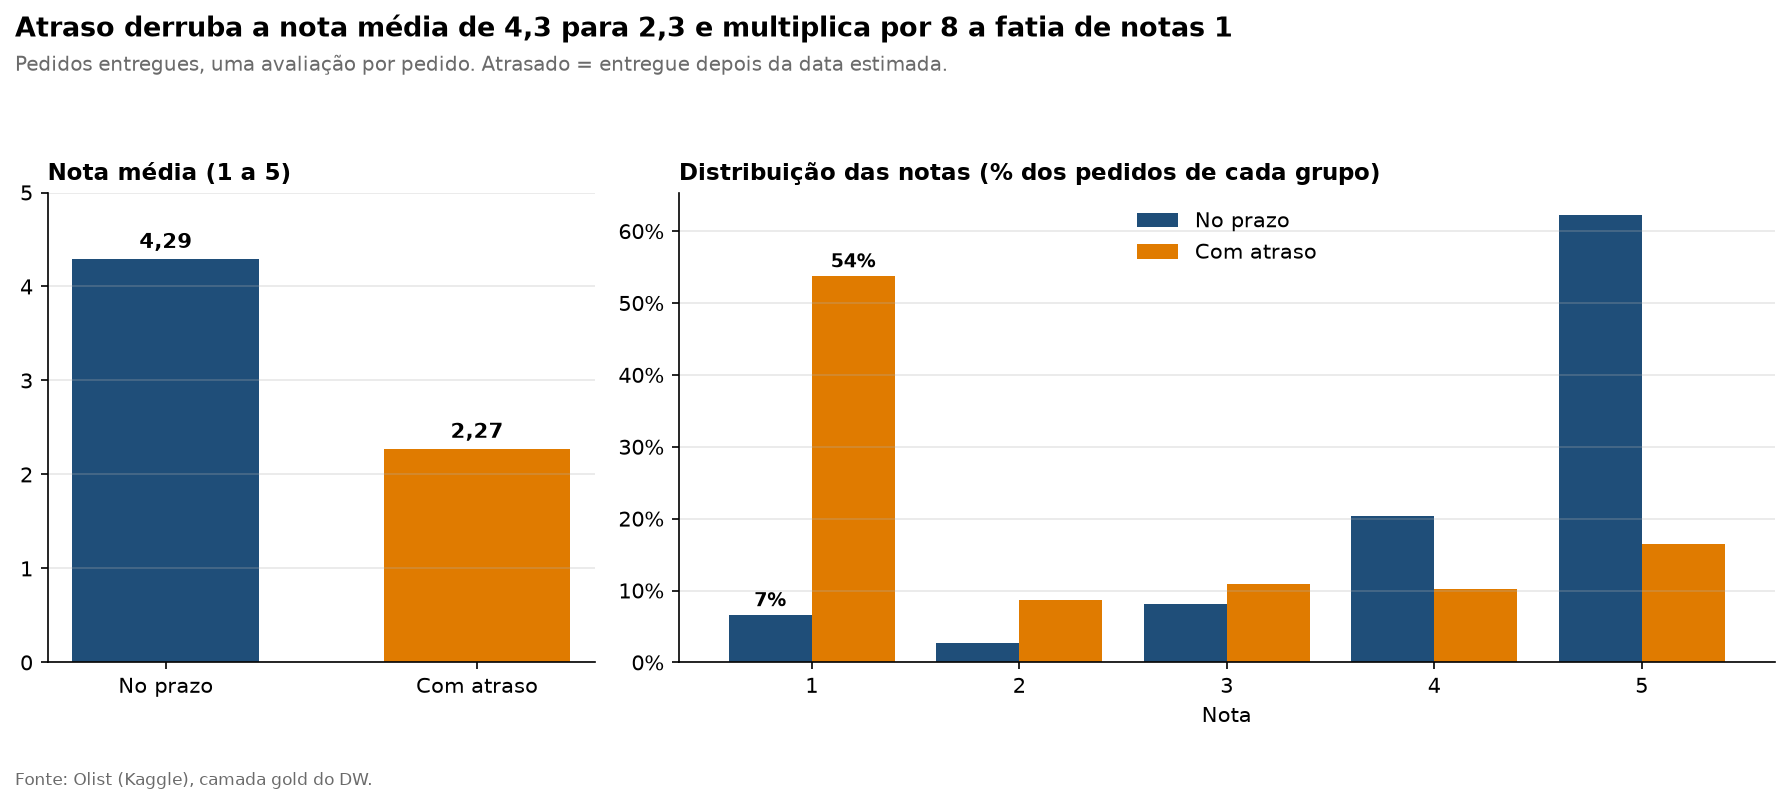 Atraso derruba a nota média de 4,3 para 2,3 e multiplica por 8 a fatia de notas 1
Pedidos entregues, uma avaliação por pedido. Atrasado = entregue depois da data estimada.
Nota média (1 a 5)
5
4
3
2
1
0
4,29
2,27
No prazo
Com atraso
Distribuição das notas (% dos pedidos de cada grupo)
No prazo
Com atraso
60%
50%
40%
30%
20%
10%
0%
7%
54%
1
2
3
4
5
Nota
Fonte: Olist (Kaggle), camada gold do DW.